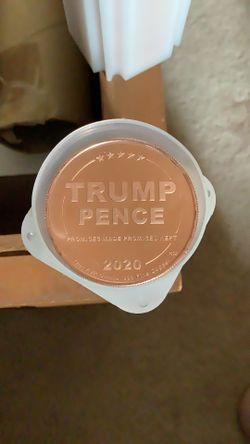 TRUMP
PENCE
PROMISES MADE PROMISES KEPT
2020